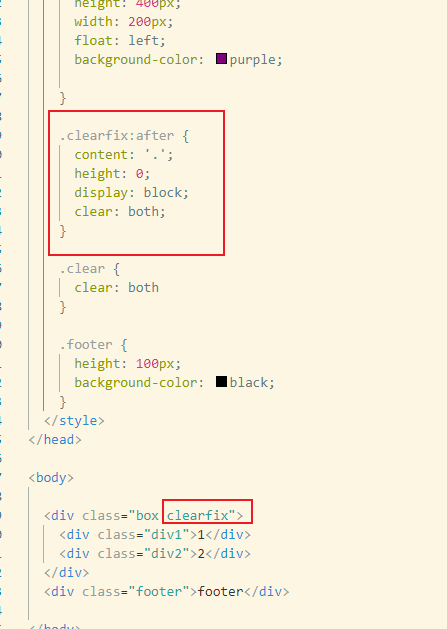 height: 400px;
width: 200px;
float: left;
background-color: purple;
}
.clearfix:after {
content: '.';
height: 0;
display: block;
clear: both;
}
.clear {
clear: both
}
.footer {
height: 100px;
background-color: black;
}
</style>
</head>
<body>
<div class="box clearfix">
<div class="div1">1</div>
<div class="div2">2</div>
</div>
<div class="footer">footer</div>
</body>